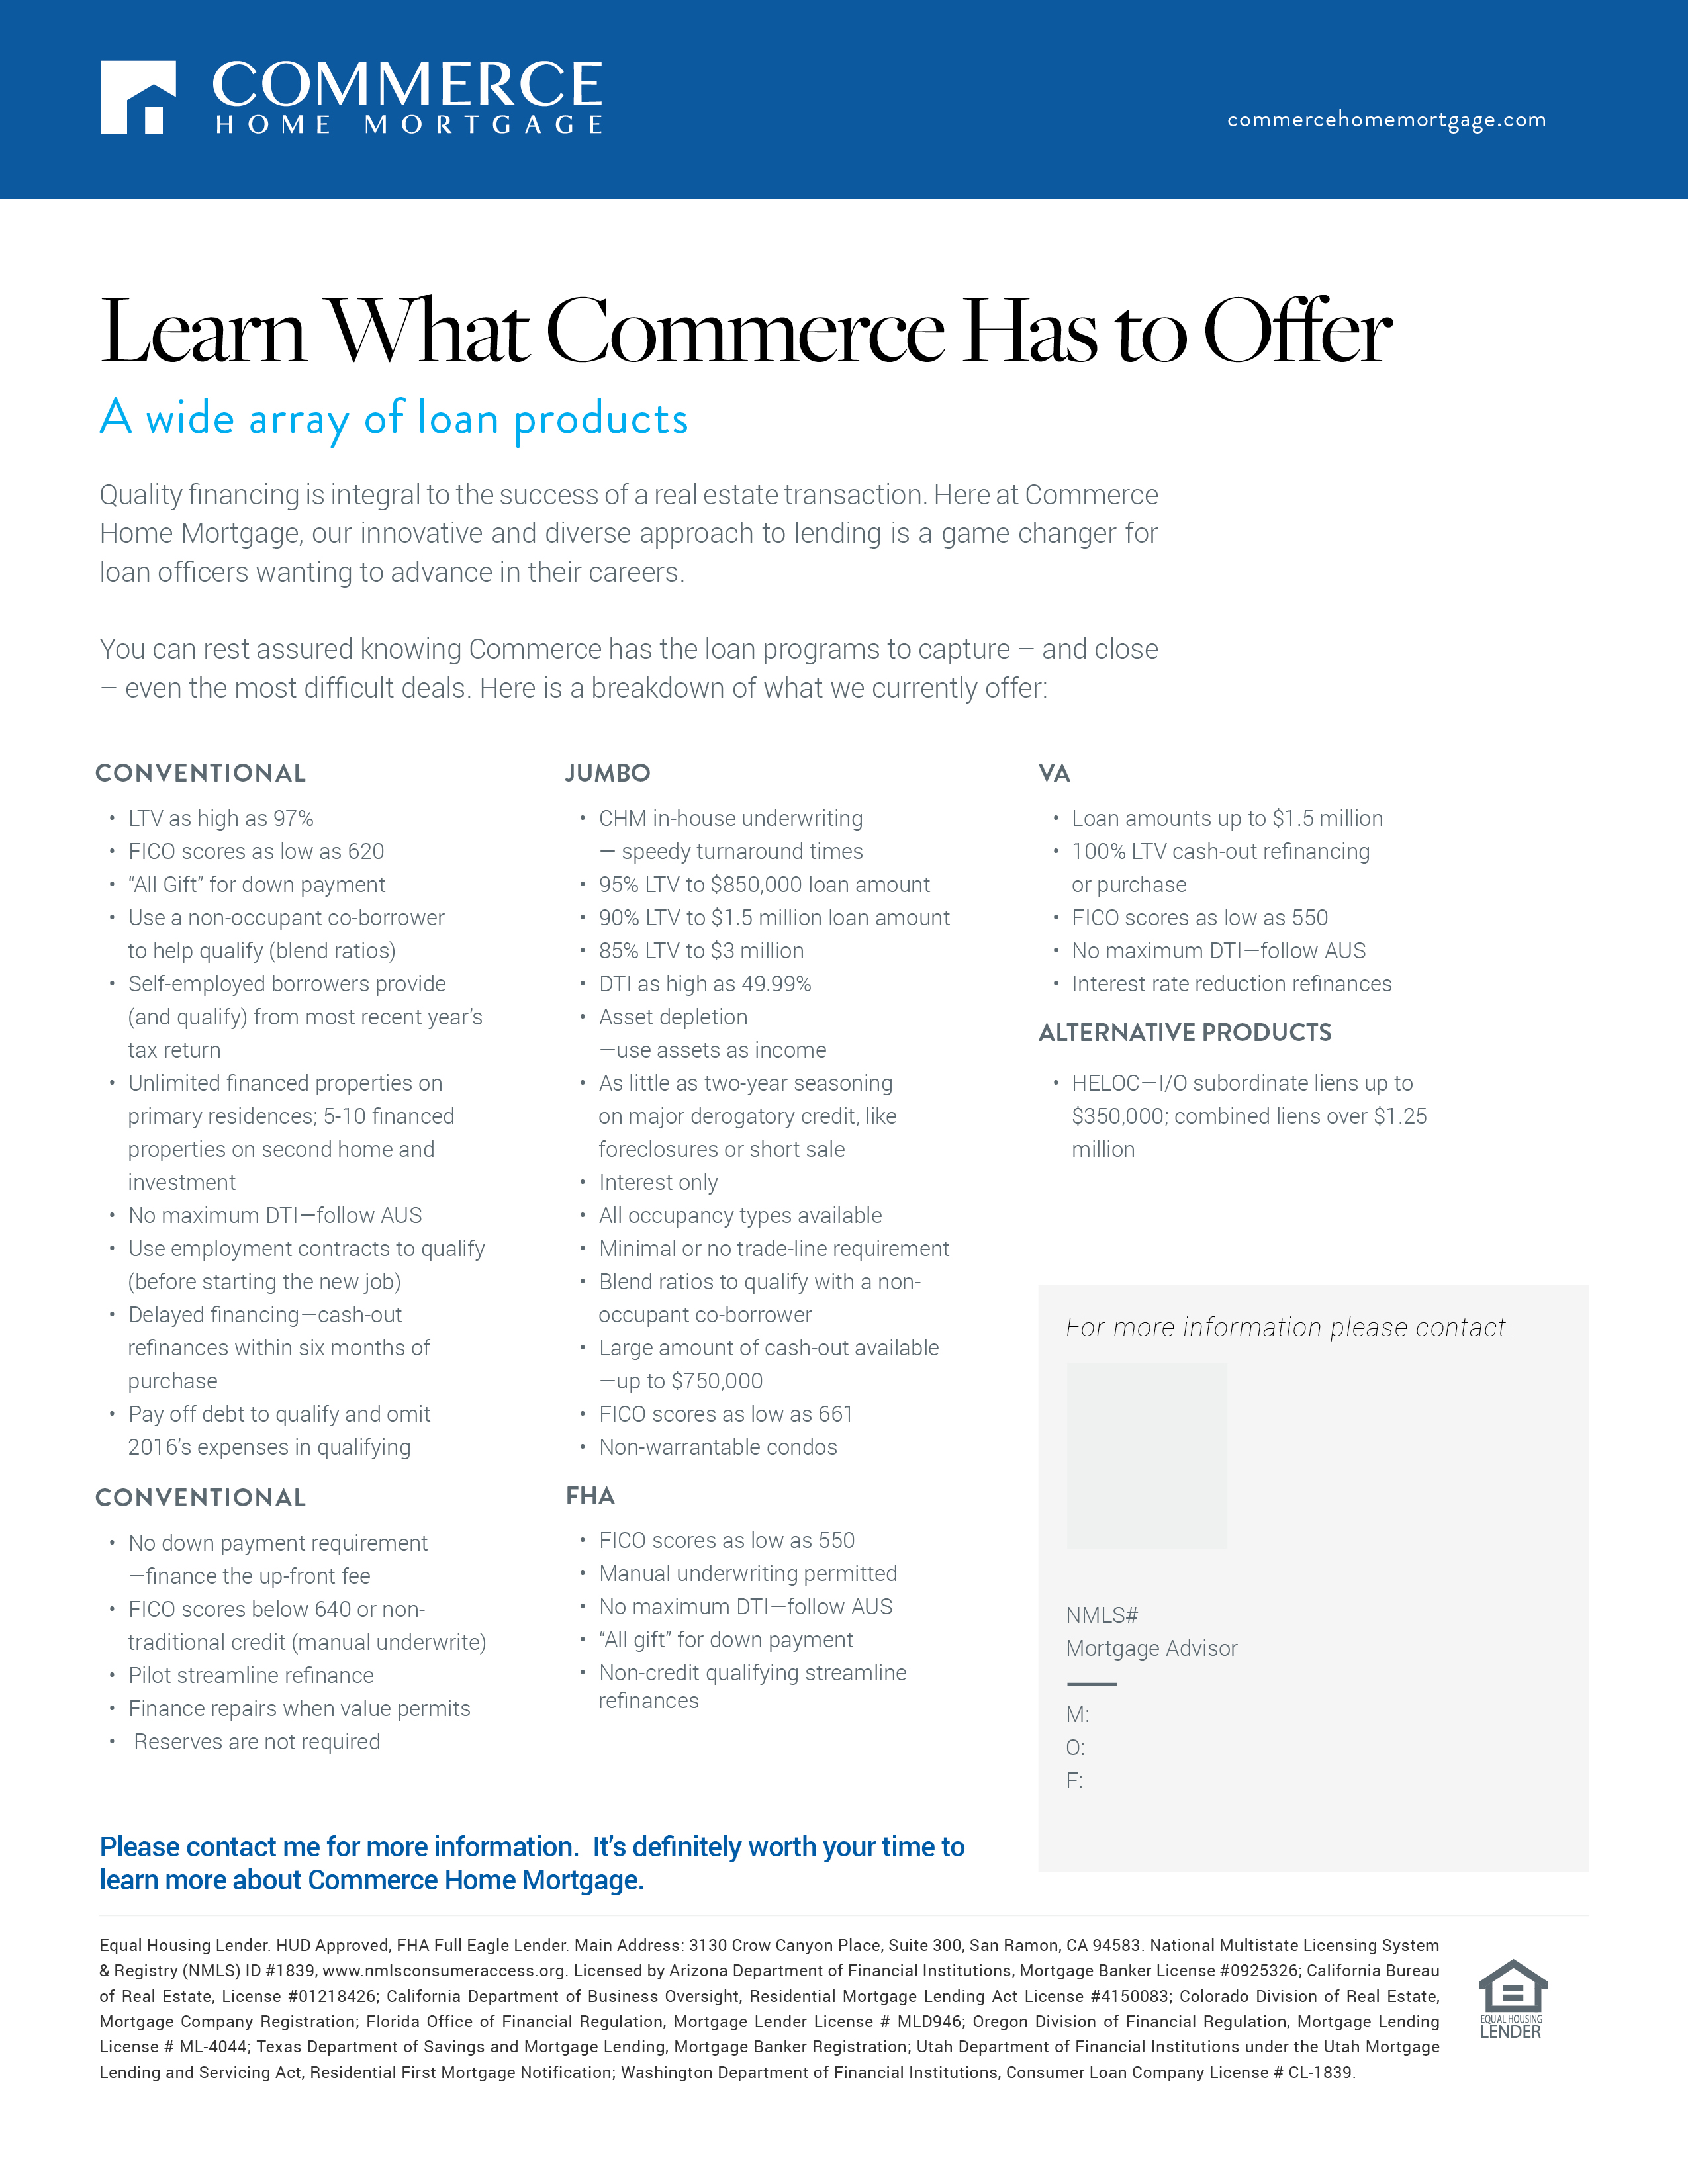 COMMERCE
HOME MORTGAGE
commercehomemortgage.com
Learn What Commerce Has to Offer
A wide array of loan products
Quality financing is integral to the success of a real estate transaction. Here at Commerce
Home Mortgage, our innovative and diverse approach to lending is a game changer for
loan officers wanting to advance in their careers.
You can rest assured knowing Commerce has the loan programs to capture – and close
– even the most difficult deals. Here is a breakdown of what we currently offer:
CONVENTIONAL
• LTV as high as 97%
• FICO scores as low as 620
• “All Gift” for down payment
• Use a non-occupant co-borrower
to help qualify (blend ratios)
• Self-employed borrowers provide
(and qualify) from most recent year’s
tax return
• Unlimited financed properties on
primary residences; 5-10 financed
properties on second home and
investment
• No maximum DTI—follow AUS
• Use employment contracts to qualify
(before starting the new job)
• Delayed financing—cash-out
refinances within six months of
purchase
• Pay off debt to qualify and omit
2016’s expenses in qualifying
CONVENTIONAL
• No down payment requirement
—finance the up-front fee
• FICO scores below 640 or non-
traditional credit (manual underwrite)
• Pilot streamline refinance
• Finance repairs when value permits
• Reserves are not required
JUMBO
• CHM in-house underwriting
— speedy turnaround times
• 95% LTV to $850,000 loan amount
• 90% LTV to $1.5 million loan amount
• 85% LTV to $3 million
• DTI as high as 49.99%
• Asset depletion
—use assets as income
• As little as two-year seasoning
on major derogatory credit, like
foreclosures or short sale
• Interest only
• All occupancy types available
• Minimal or no trade-line requirement
• Blend ratios to qualify with a non-
occupant co-borrower
• Large amount of cash-out available
—up to $750,000
• FICO scores as low as 661
• Non-warrantable condos
FHA
• FICO scores as low as 550
• Manual underwriting permitted
• No maximum DTI—follow AUS
• “All gift” for down payment
• Non-credit qualifying streamline
refinances
VA
• Loan amounts up to $1.5 million
• 100% LTV cash-out refinancing
or purchase
• FICO scores as low as 550
• No maximum DTI—follow AUS
• Interest rate reduction refinances
ALTERNATIVE PRODUCTS
• HELOC—I/O subordinate liens up to
$350,000; combined liens over $1.25
million
For more information please contact:
NMLS#
Mortgage Advisor
M:
O:
F:
Please contact me for more information.  It’s definitely worth your time to
learn more about Commerce Home Mortgage.
Equal Housing Lender. HUD Approved, FHA Full Eagle Lender. Main Address: 3130 Crow Canyon Place, Suite 300, San Ramon, CA 94583. National Multistate Licensing System
& Registry (NMLS) ID #1839, www.nmlsconsumeraccess.org. Licensed by Arizona Department of Financial Institutions, Mortgage Banker License #0925326; California Bureau
of Real Estate, License #01218426; California Department of Business Oversight, Residential Mortgage Lending Act License #4150083; Colorado Division of Real Estate,
Mortgage Company Registration; Florida Office of Financial Regulation, Mortgage Lender License # MLD946; Oregon Division of Financial Regulation, Mortgage Lending
License # ML-4044; Texas Department of Savings and Mortgage Lending, Mortgage Banker Registration; Utah Department of Financial Institutions under the Utah Mortgage
Lending and Servicing Act, Residential First Mortgage Notification; Washington Department of Financial Institutions, Consumer Loan Company License # CL-1839.
EQUAL HOUSING
LENDER